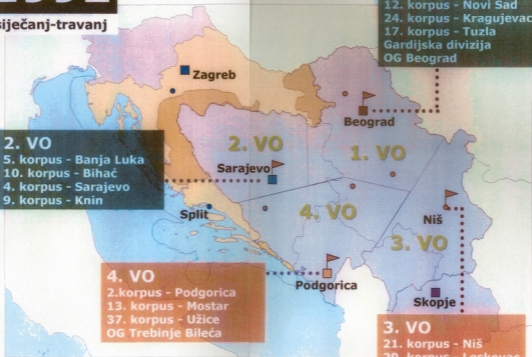 siječanj-travanj
12. korpus - Novi Sad
24. korpus - Kragujevac
17. korpus - Tuzla
Gardijska divizija
OG Beograd
Zagreb
Beograd
2. VO
5. korpus - Banja Luka
10. korpus - Bihać
4. korpus - Sarajevo
9. korpus - Knin
2. VO
1. VO
Sarajevo
Split
4. VO
Niš
3. VO
4. VO
2.korpus - Podgorica
13. korpus - Mostar
37. korpus - Užice
OG Trebinje Bileća
Podgorica
Skopje
3. VO
21. korpus - Niš